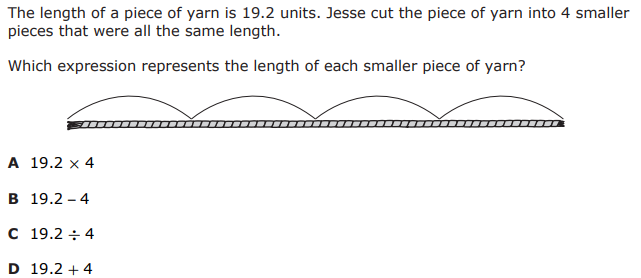 The length of a piece of yarn is 19.2 units. Jesse cut the piece of yarn into 4 smaller
pieces that were all the same length.
Which expression represents the length of each smaller piece of yarn?
A 19.2 × 4
B 19.2 – 4
C 19.2 ÷ 4
D 19.2 + 4